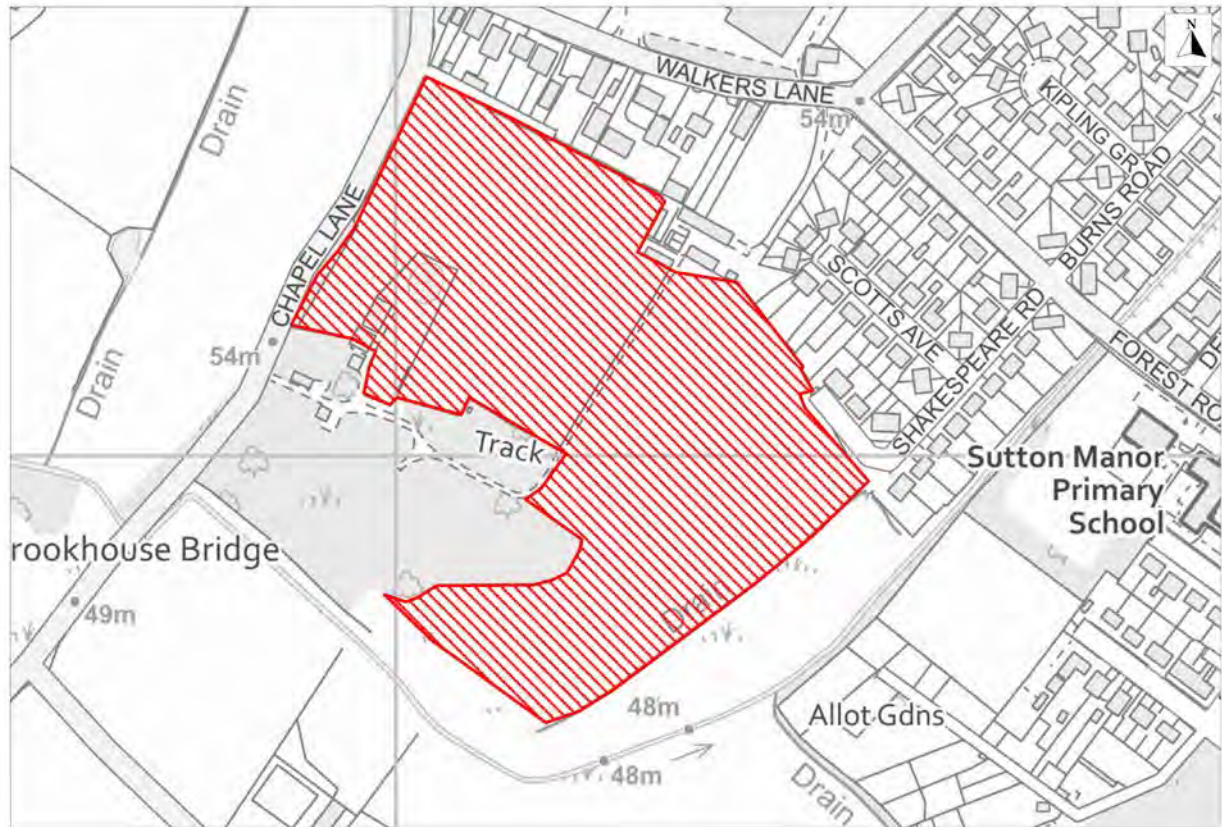 N
WALKERS LANE
54m
KIPLING GR
BURNS ROAD
Drain
CHAPEL LANE
SCOTTS AVE
SHAKESPEARE RD
FOREST RO
DE
54m
Drain
Track
Sutton Manor
Primary
School
rookhouse Bridge
49m
Drain
48m
Allot Gdns
48m
Drain